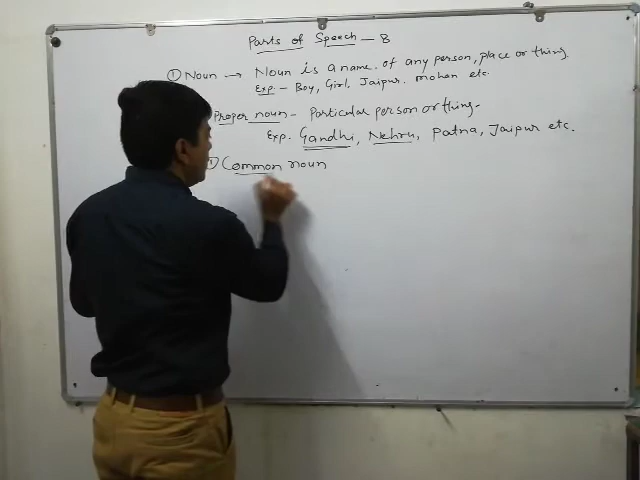 Parts of Speech - 8
① Noun → Noun is a name of any person, place or thing.
Exp. - Boy, Girl, Jaipur, mohan etc.
Proper noun - Particular person or thing.
Exp. Gandhi, Nehru, Patna, Jaipur etc.
Common noun